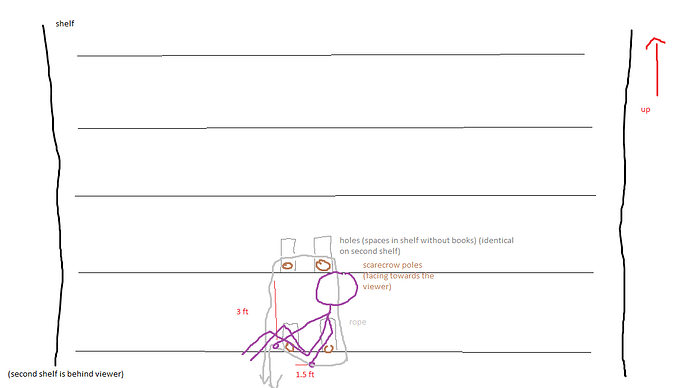 shelf
up
holes (spaces in shelf without books) (identical
on second shelf)
scarecrow poles
(facing towards the
viewer)
3 ft
rope
1.5 ft
(second shelf is behind viewer)